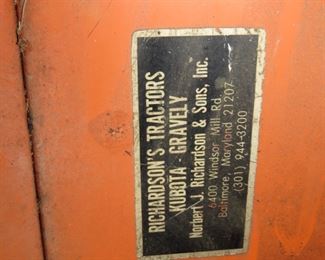 RICHARDSON'S TRACTORS
KUBOTA - GRAVELY
Norbert J. Richardson & Sons, Inc.
6400 Windsor Mill Rd
Baltimore, Maryland 21207
(301) 944-3200